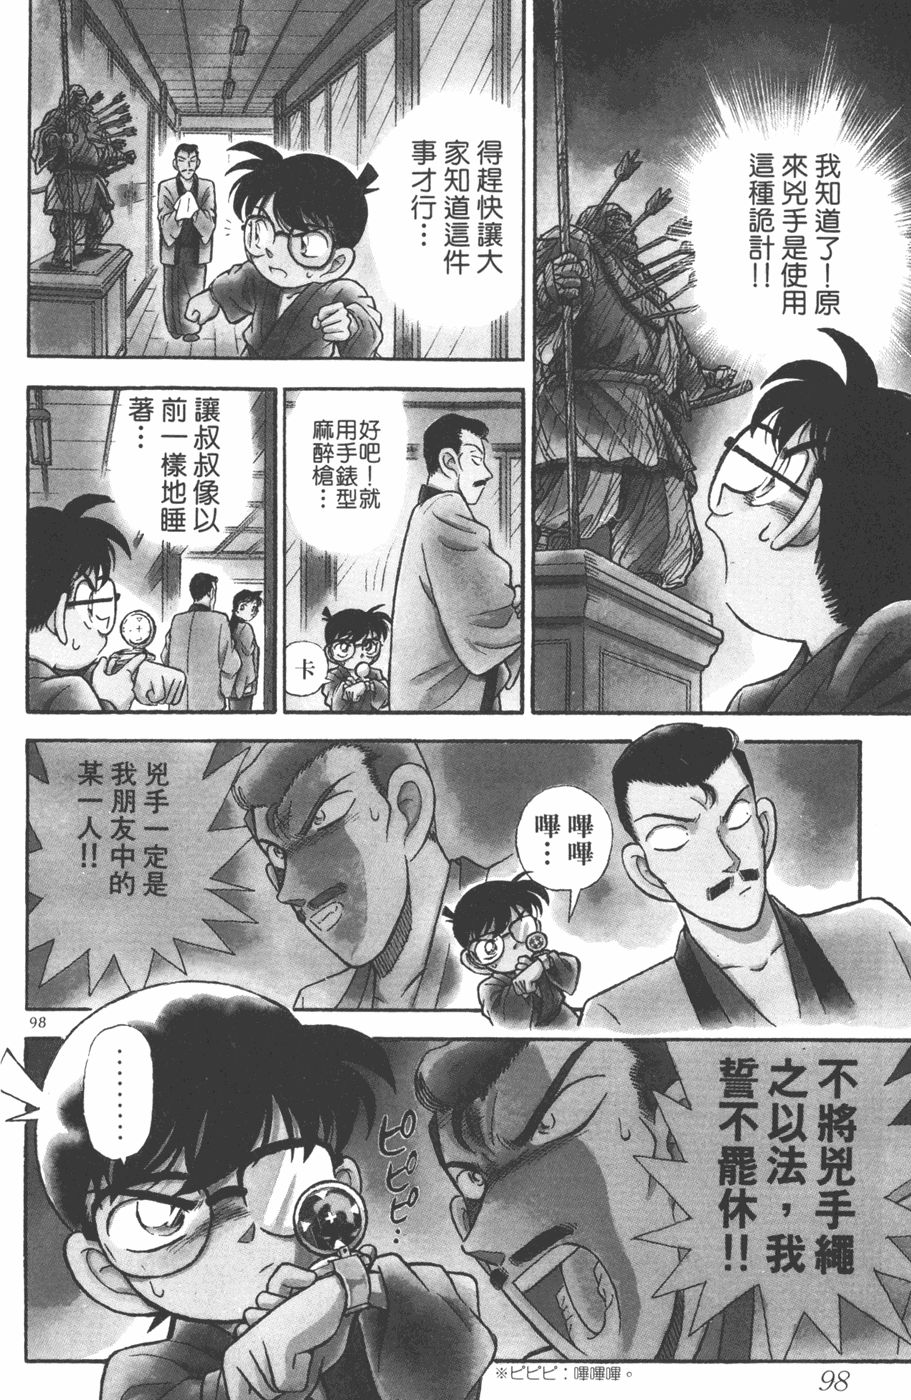 我知道了！原
來兇手是使用
這種詭計!!
得趕快讓大
家知道這件
事才行…
好吧！就
用手錶型
麻醉槍…
卡
讓叔叔像以
前一樣地睡
著…
嗶嗶
嗶…
兇手一定是
我朋友中的
某一人!!
98
不將兇手繩
之以法，我
誓不罷休!!
ピピピ…
………
※ピピピ：嗶嗶嗶。
98